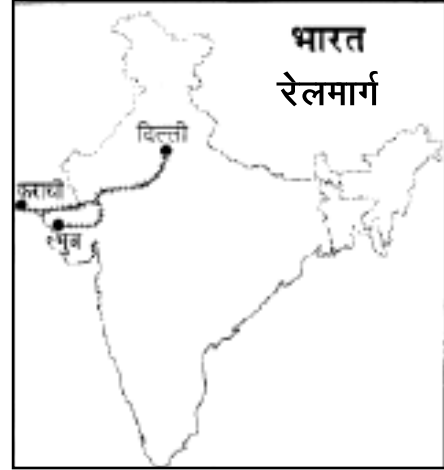 भारत
रेलमार्ग
दिल्ली
कराची
भुज